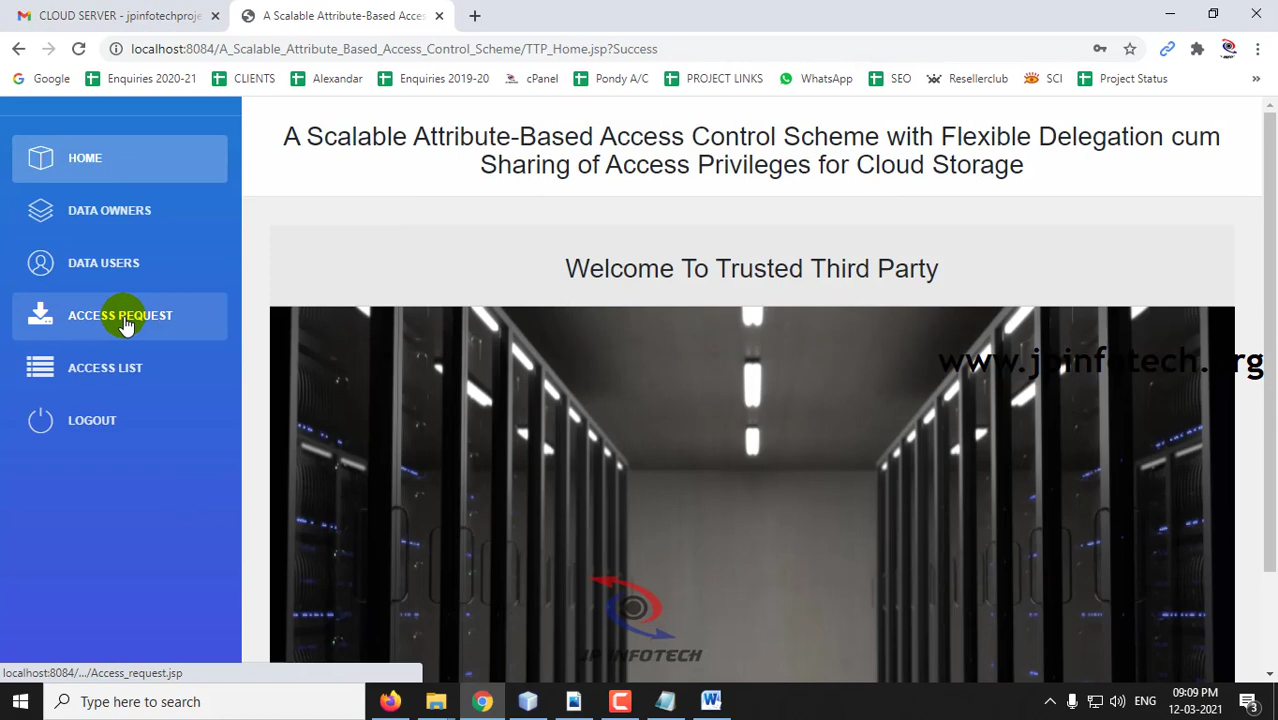 CLOUD SERVER - jpinfotechproje
A Scalable Attribute-Based Acces
localhost:8084/A_Scalable_Attribute_Based_Access_Control_Scheme/TTP_Home.jsp?Success
Google
Enquiries 2020-21
CLIENTS
Alexandar
Enquiries 2019-20
cPanel
Pondy A/C
PROJECT LINKS
WhatsApp
SEO
Resellerclub
SCI
Project Status
»
HOME
DATA OWNERS
DATA USERS
ACCESS REQUEST
ACCESS LIST
LOGOUT
A Scalable Attribute-Based Access Control Scheme with Flexible Delegation cum
Sharing of Access Privileges for Cloud Storage
Welcome To Trusted Third Party
www.jpinfotech.org
JP INFOTECH
localhost:8084/.../Access_request.jsp
Type here to search
ENG
09:09 PM
12-03-2021
3